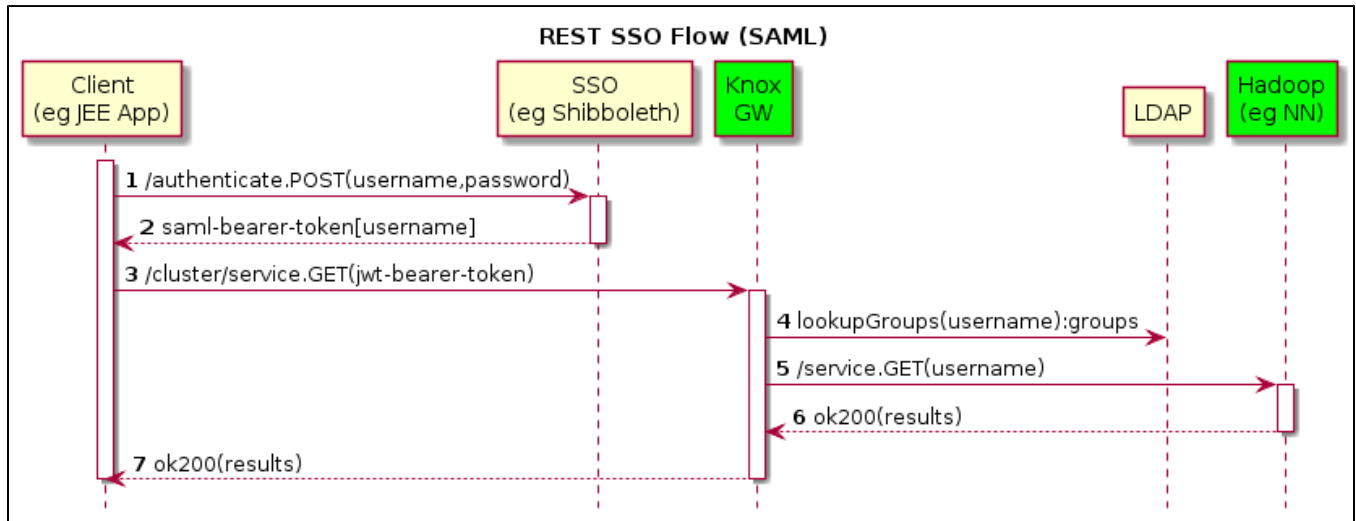 REST SSO Flow (SAML)
Client
(eg JEE App)
SSO
(eg Shibboleth)
Knox
GW
LDAP
Hadoop
(eg NN)
1 /authenticate.POST(username,password)
2 saml-bearer-token[username]
3 /cluster/service.GET(jwt-bearer-token)
4 lookupGroups(username):groups
5 /service.GET(username)
6 ok200(results)
7 ok200(results)